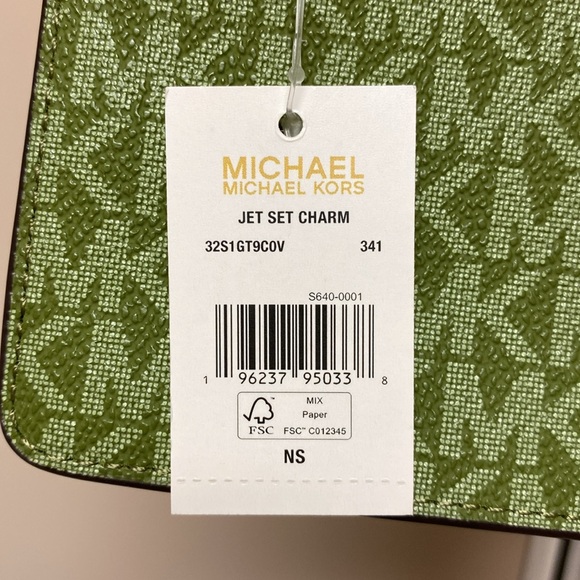 MICHAEL
MICHAEL KORS
JET SET CHARM
32S1GT9C0V 341
S640-0001
1 96237 95033 8
FSC
MIX
Paper
FSC™ C012345
NS